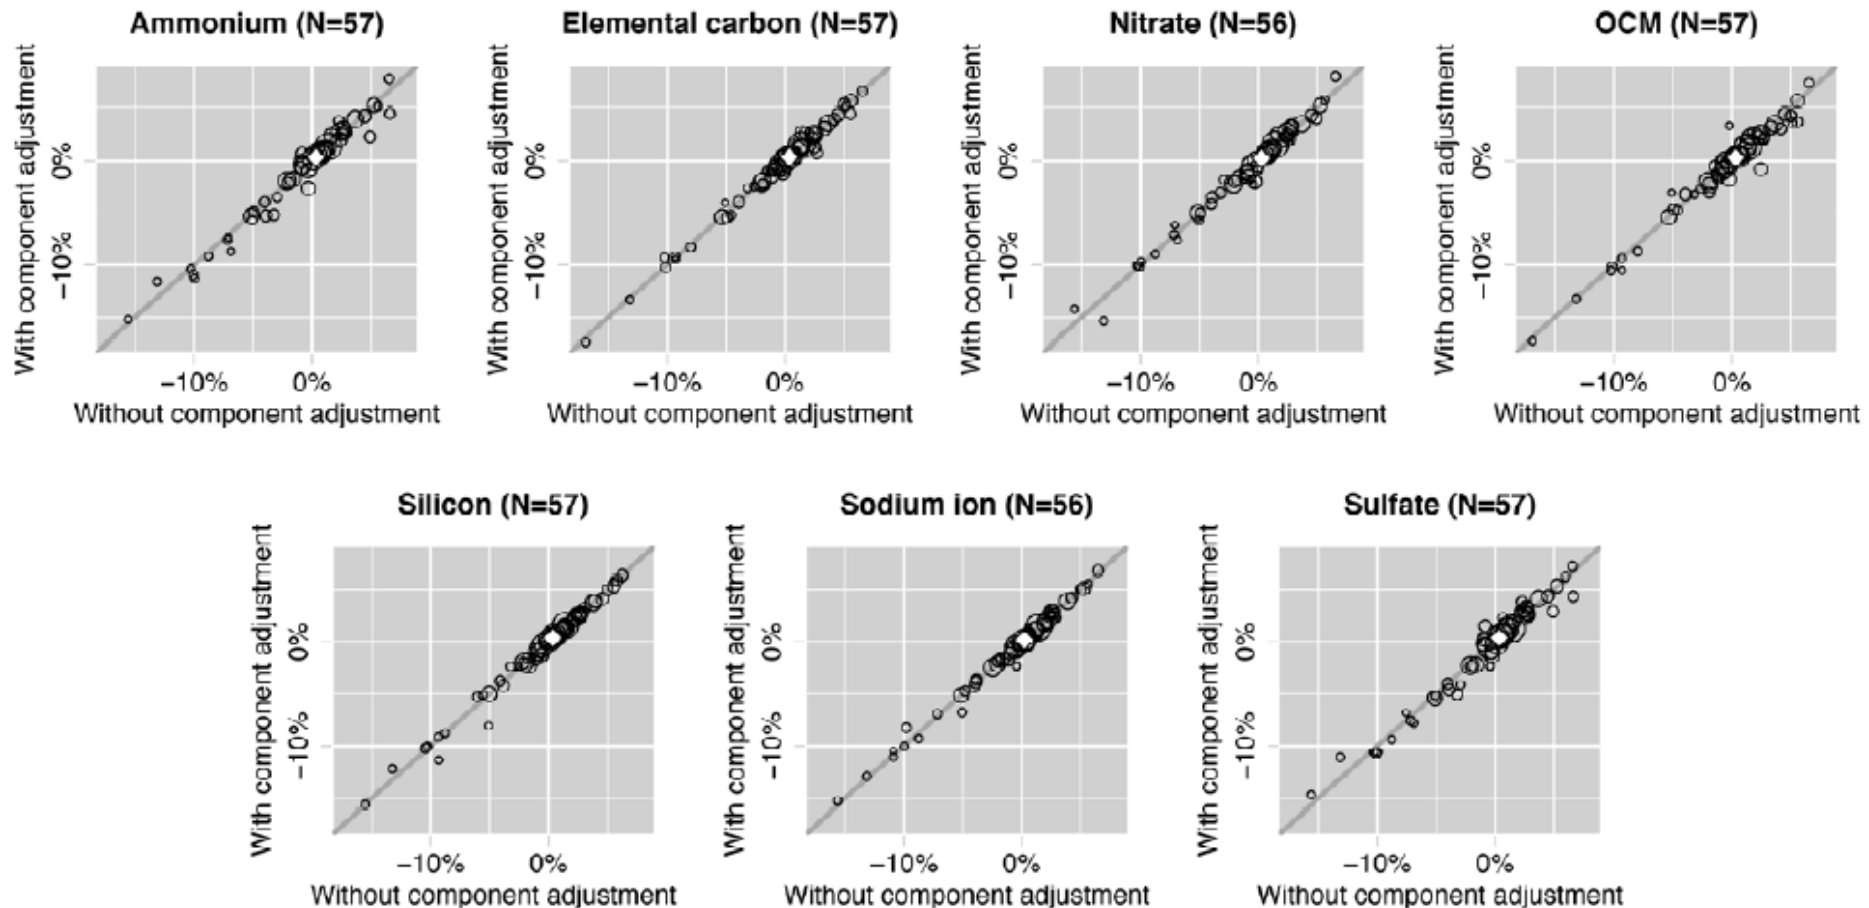 Ammonium (N=57)
With component adjustment
0%
−10%
−10%
0%
Without component adjustment
Elemental carbon (N=57)
With component adjustment
0%
−10%
−10%
0%
Without component adjustment
Nitrate (N=56)
With component adjustment
0%
−10%
−10%
0%
Without component adjustment
OCM (N=57)
With component adjustment
0%
−10%
−10%
0%
Without component adjustment
Silicon (N=57)
With component adjustment
0%
−10%
−10%
0%
Without component adjustment
Sodium ion (N=56)
With component adjustment
0%
−10%
−10%
0%
Without component adjustment
Sulfate (N=57)
With component adjustment
0%
−10%
−10%
0%
Without component adjustment